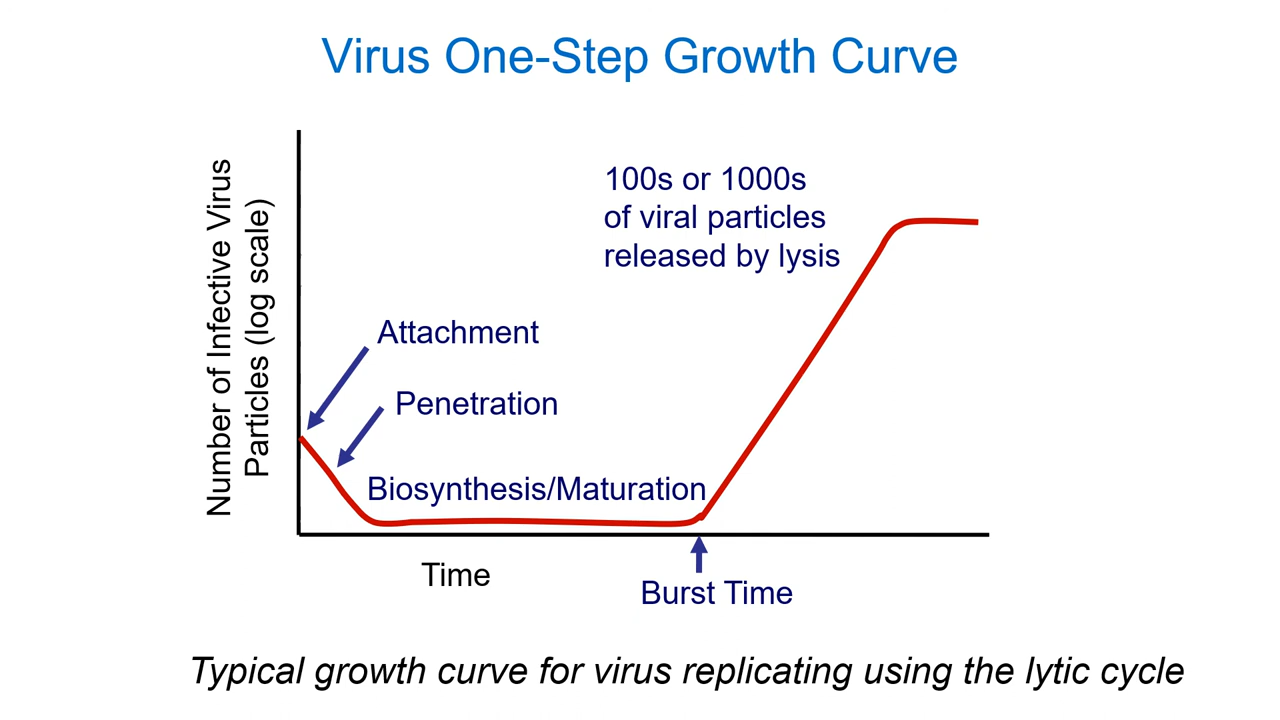 Virus One-Step Growth Curve
Number of Infective Virus
Particles (log scale)
100s or 1000s
of viral particles
released by lysis
Attachment
Penetration
Biosynthesis/Maturation
Time
Burst Time
Typical growth curve for virus replicating using the lytic cycle